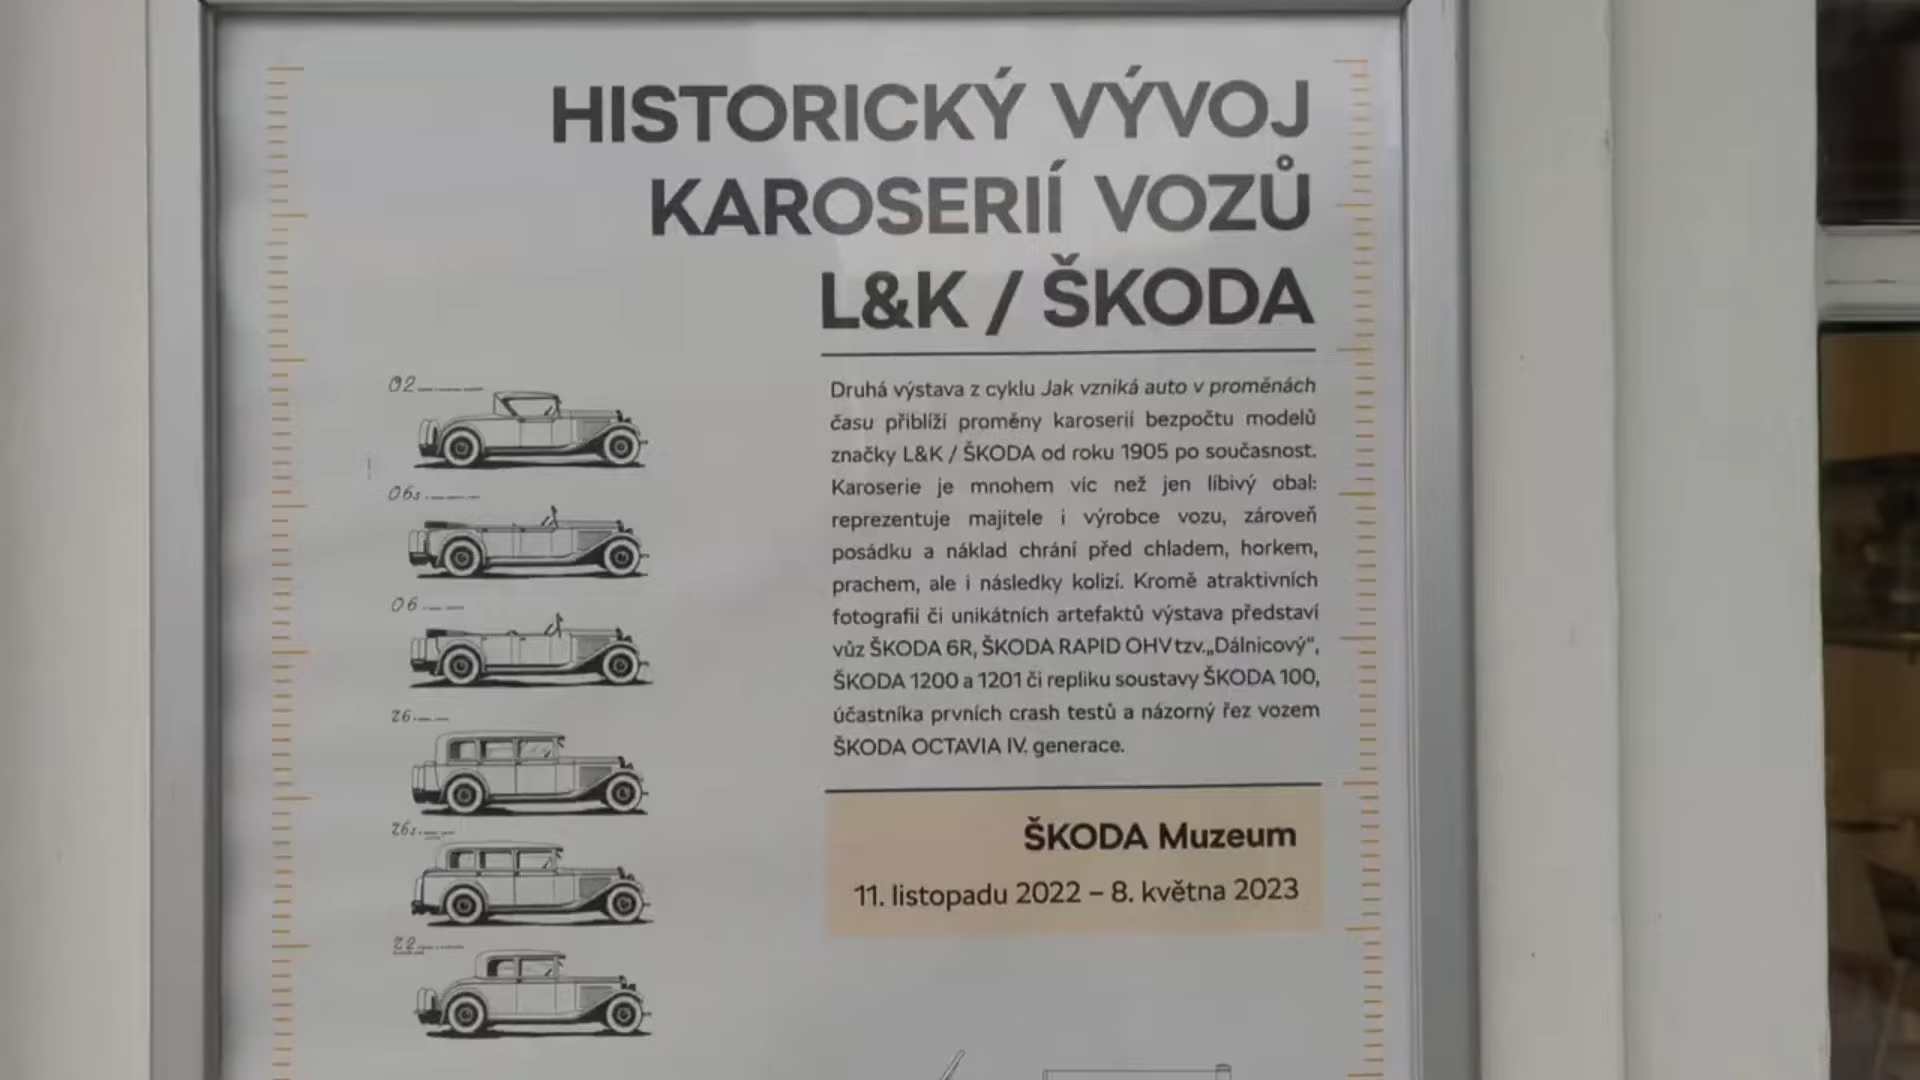 HISTORICKÝ VÝVOJ
KAROSERIÍ VOZŮ
L&K / ŠKODA
Druhá výstava z cyklu Jak vzniká auto v proměnách
času přiblíží proměny karoserií bezpočtu modelů
značky L&K / ŠKODA od roku 1905 po současnost.
Karoserie je mnohem víc než jen líbivý obal:
reprezentuje majitele i výrobce vozu, zároveň
posádku a náklad chrání před chladem, horkem,
prachem, ale i následky kolizí. Kromě atraktivních
fotografií či unikátních artefaktů výstava představí
vůz ŠKODA 6R, ŠKODA RAPID OHV tzv. „Dálnicový“,
ŠKODA 1200 a 1201 či repliku soustavy ŠKODA 100,
účastníka prvních crash testů a názorný řez vozem
ŠKODA OCTAVIA IV. generace.
ŠKODA Muzeum
11. listopadu 2022 – 8. května 2023
02
06s
06
26
26s
22